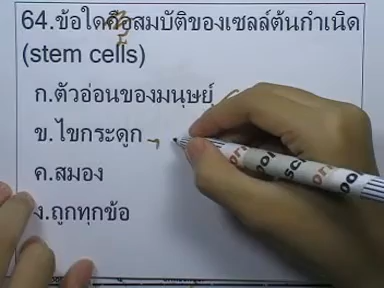 64.ข้อใดคือสมบัติของเซลล์ต้นกำเนิด
(stem cells)
ก.ตัวอ่อนของมนุษย์
ข.ไขกระดูก
ค.สมอง
ง.ถูกทุกข้อ